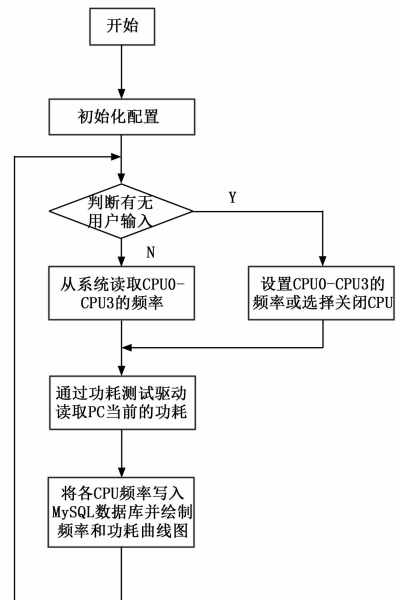 开始
初始化配置
判断有无
用户输入
Y
N
从系统读取CPU0-
CPU3的频率
设置CPU0-CPU3的
频率或选择关闭CPU
通过功耗测试驱动
读取PC当前的功耗
将各CPU频率写入
MySQL数据库并绘制
频率和功耗曲线图